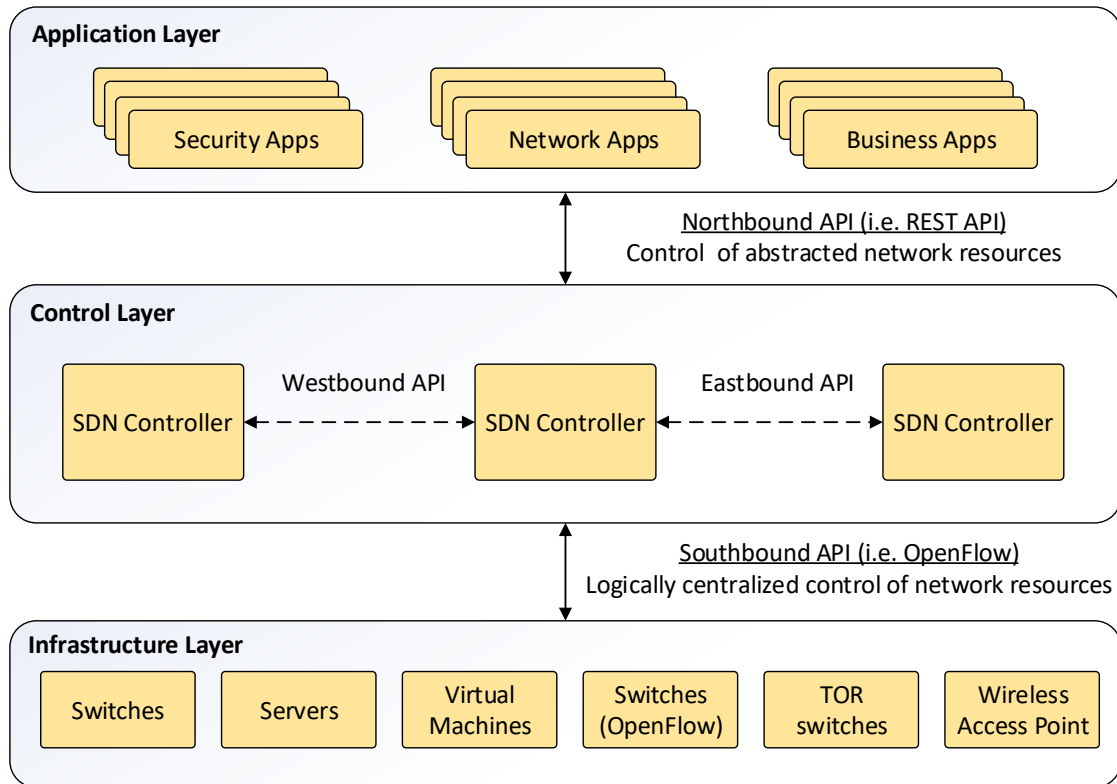 Application Layer
Security Apps
Network Apps
Business Apps
Northbound API (i.e. REST API)
Control of abstracted network resources
Control Layer
Westbound API
Eastbound API
SDN Controller
SDN Controller
SDN Controller
Southbound API (i.e. OpenFlow)
Logically centralized control of network resources
Infrastructure Layer
Switches
Servers
Virtual
Machines
Switches
(OpenFlow)
TOR
switches
Wireless
Access Point